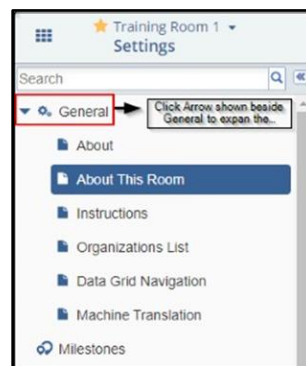 Training Room 1
Settings
Search
General
Click Arrow shown beside
General to expan the..
About
About This Room
Instructions
Organizations List
Data Grid Navigation
Machine Translation
Milestones